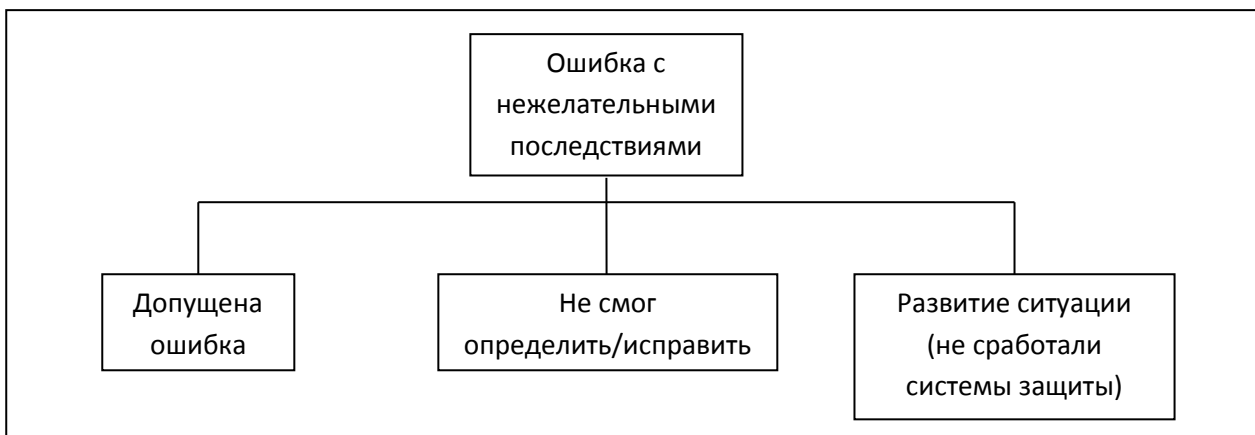 Ошибка с
нежелательными
последствиями
Допущена
ошибка
Не смог
определить/исправить
Развитие ситуации
(не сработали
системы защиты)